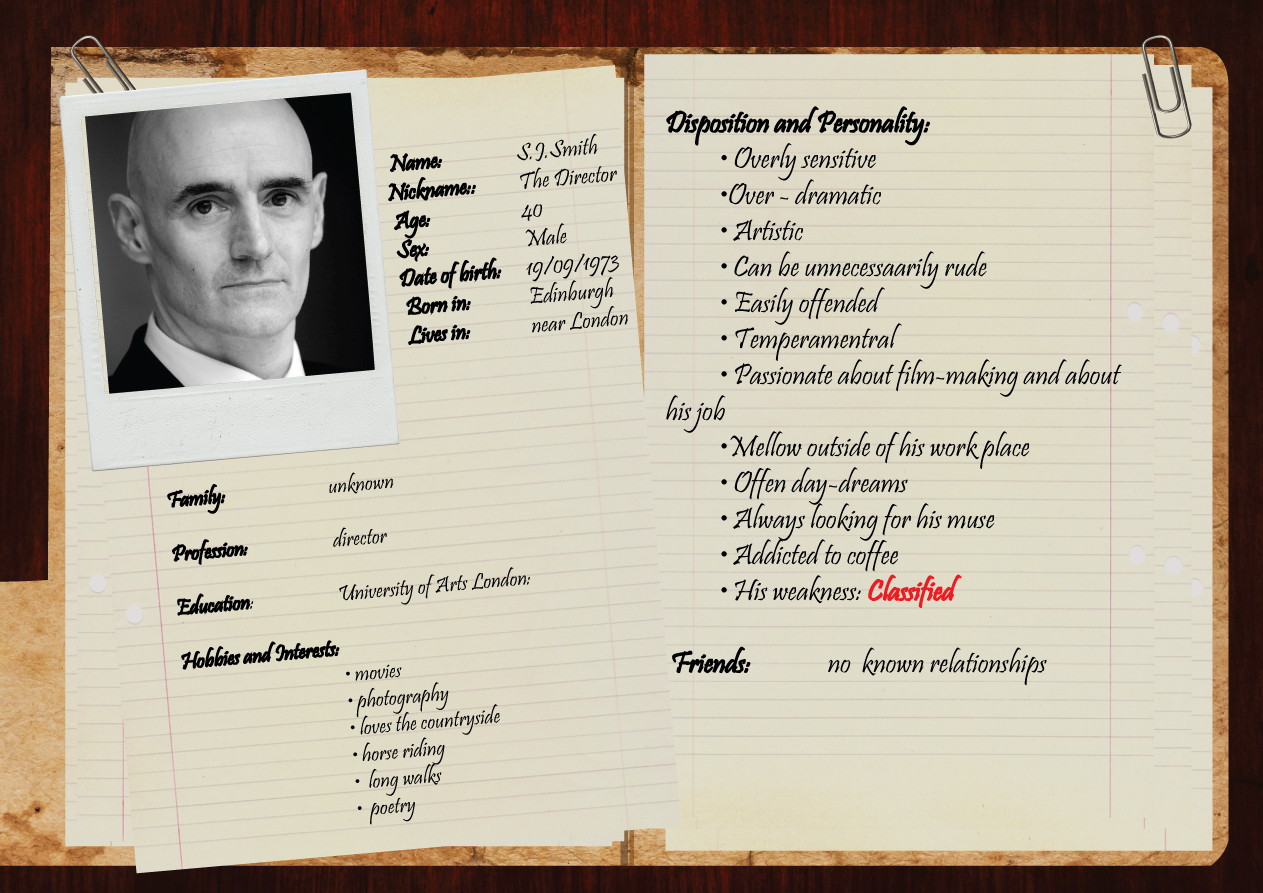 Name: S.J.Smith
Nickname:: The Director
Age: 40
Sex: Male
Date of birth: 19/09/1973
Born in: Edinburgh
Lives in: near London
Family: unknown
Profession: director
Education: University of Arts London:
Hobbies and Interests:
• movies
• photography
• loves the countryside
• horse riding
• long walks
• poetry
Disposition and Personality:
• Overly sensitive
•Over - dramatic
• Artistic
• Can be unnecessaarily rude
• Easily offended
• Temperamentral
• Passionate about film-making and about
his job
•Mellow outside of his work place
• Offen day-dreams
• Always looking for his muse
• Addicted to coffee
• His weakness: Classified
Friends: no known relationships